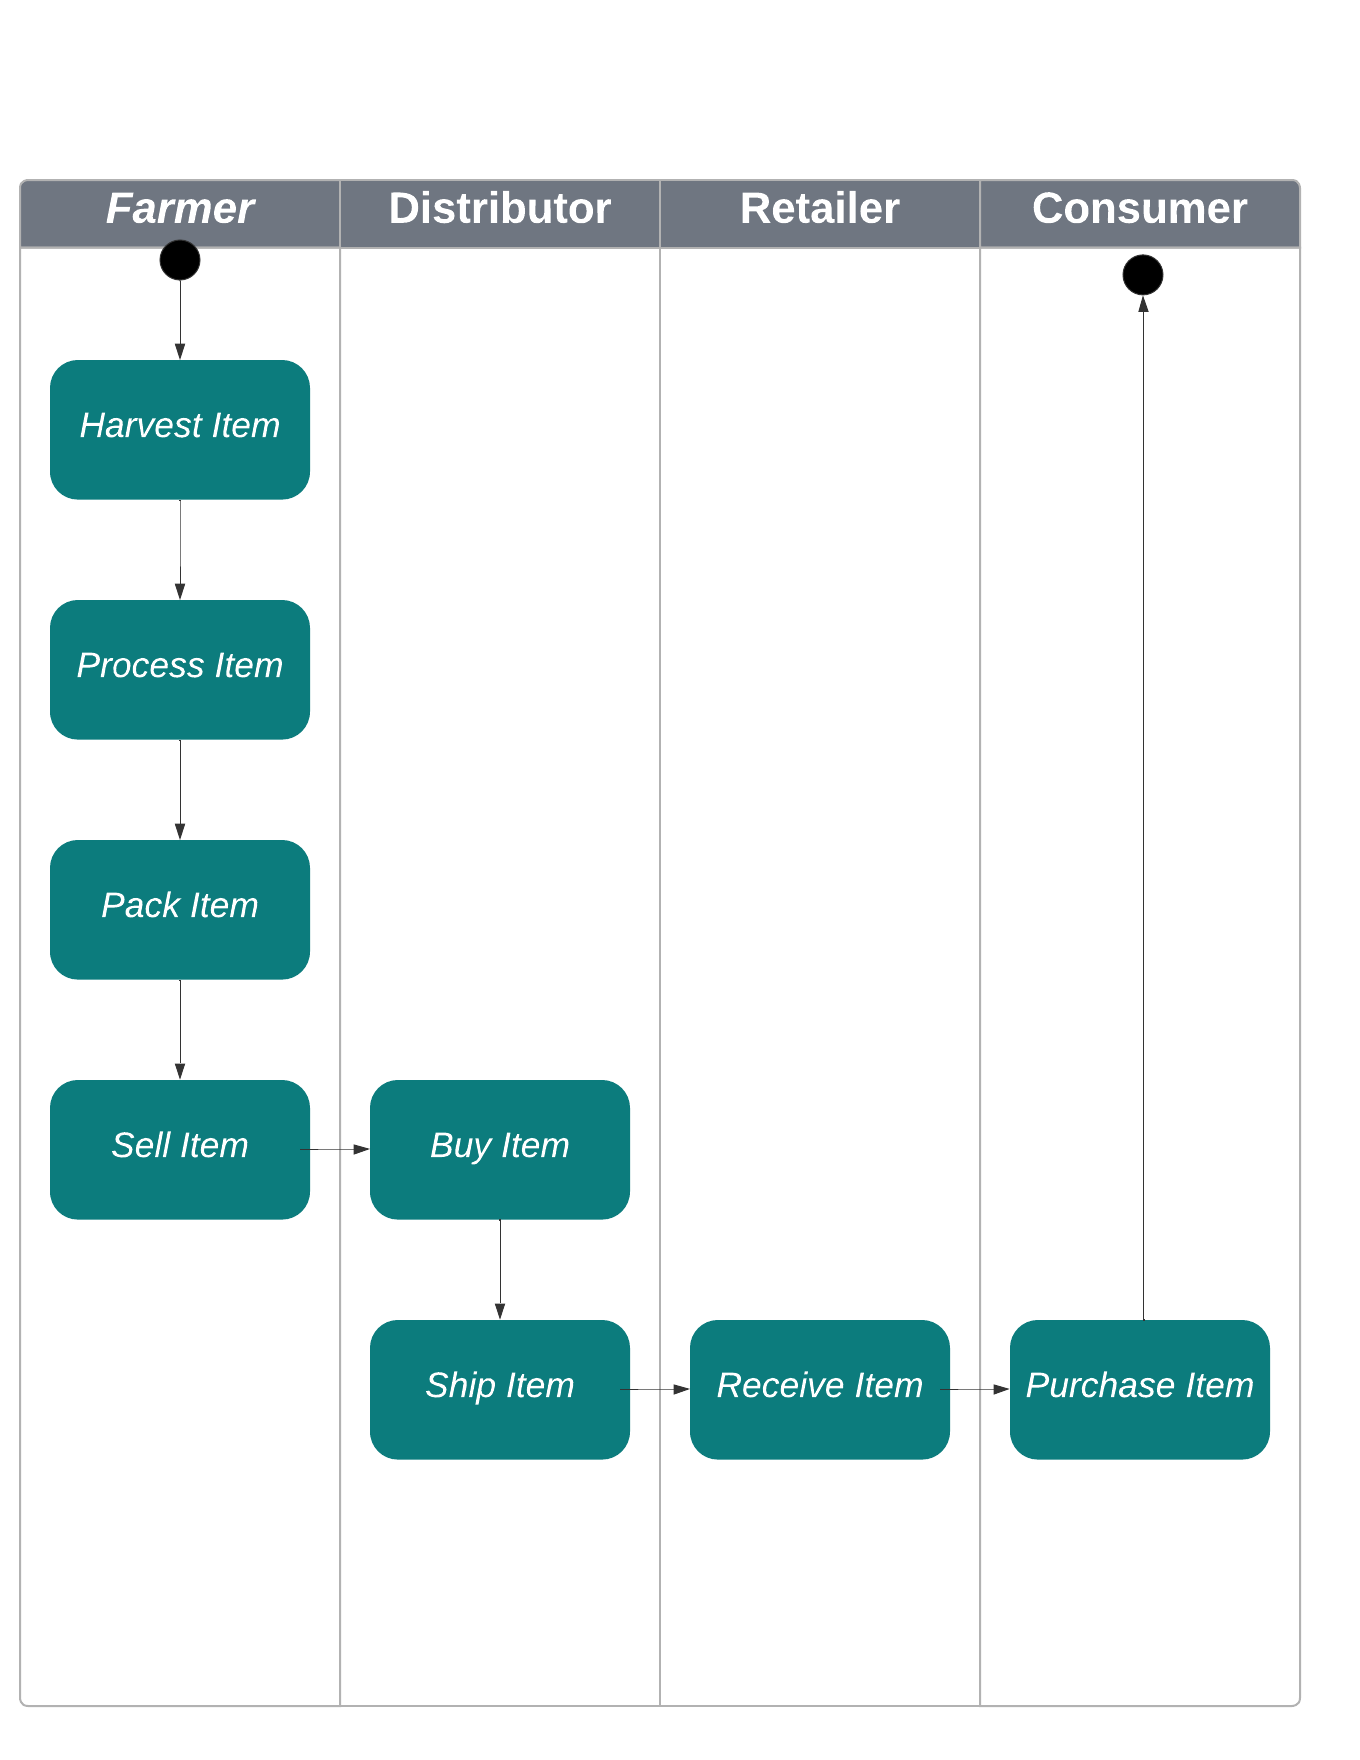 Farmer
Distributor
Retailer
Consumer
Harvest Item
Process Item
Pack Item
Sell Item
Buy Item
Ship Item
Receive Item
Purchase Item